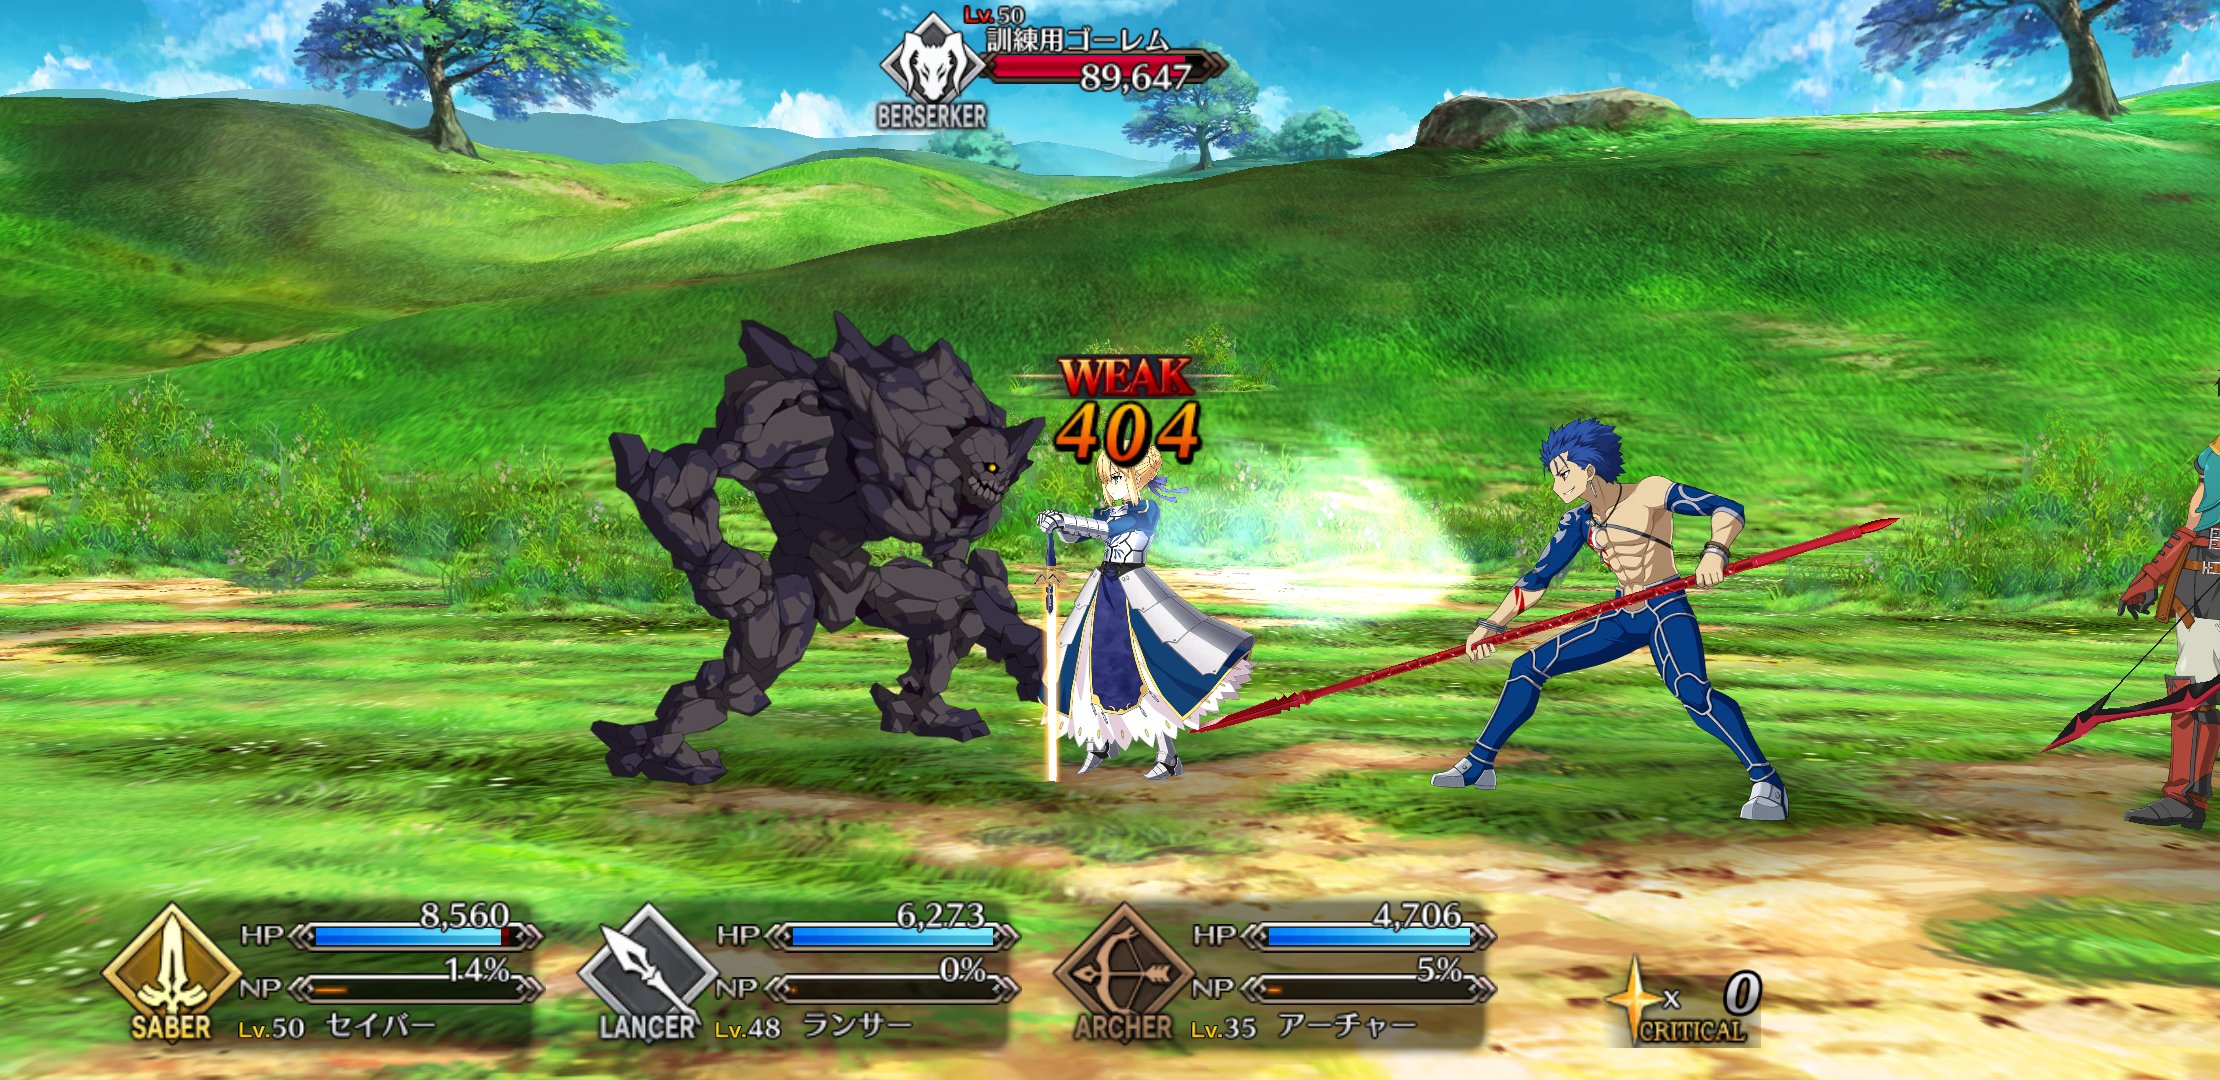 Lv.50
訓練用ゴーレム
89,647
BERSERKER
WEAK
404
HP 8,560
NP 14%
SABER Lv.50 セイバー
HP 6,273
NP 0%
LANCER Lv.48 ランサー
HP 4,706
NP 5%
ARCHER Lv.35 アーチャー
x 0
CRITICAL